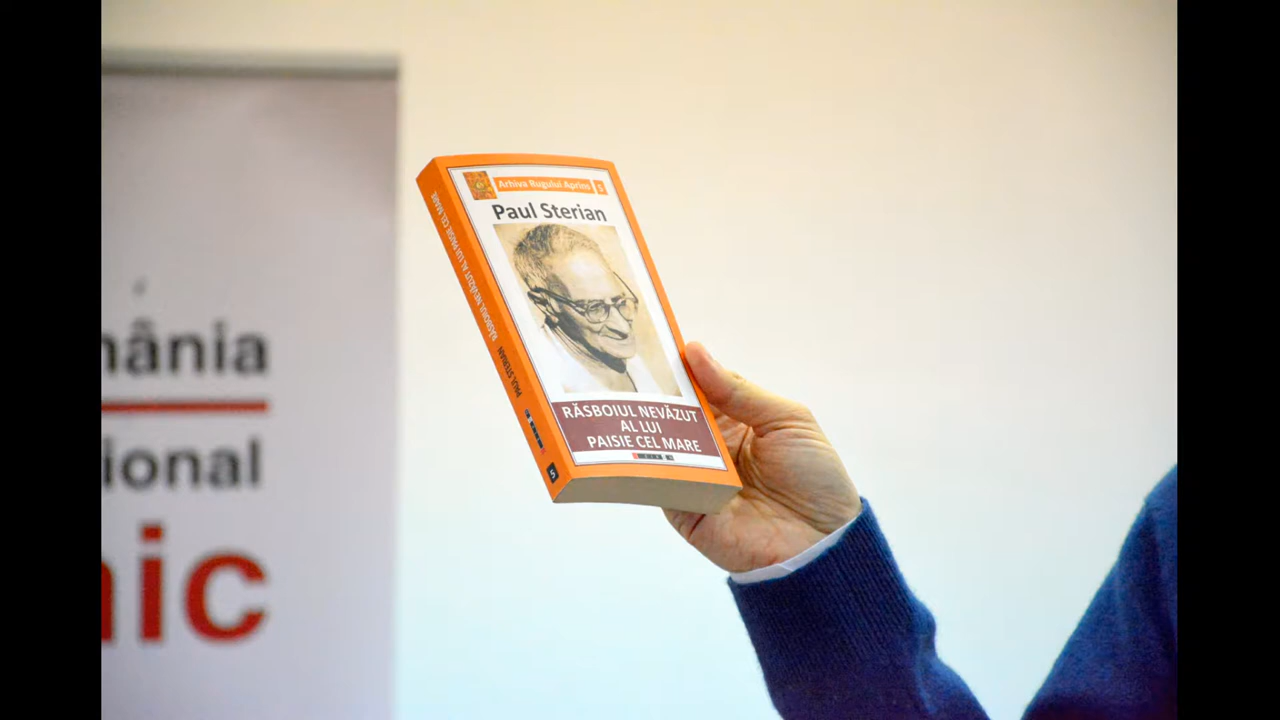 Arhiva Rugului Aprins 5
Paul Sterian
RĂSBOIUL NEVĂZUT
AL LUI
PAISIE CEL MARE
PAUL STERIAN RĂSBOIUL NEVĂZUT AL LUI PAISIE CEL MARE
5
mânia
ional
nic